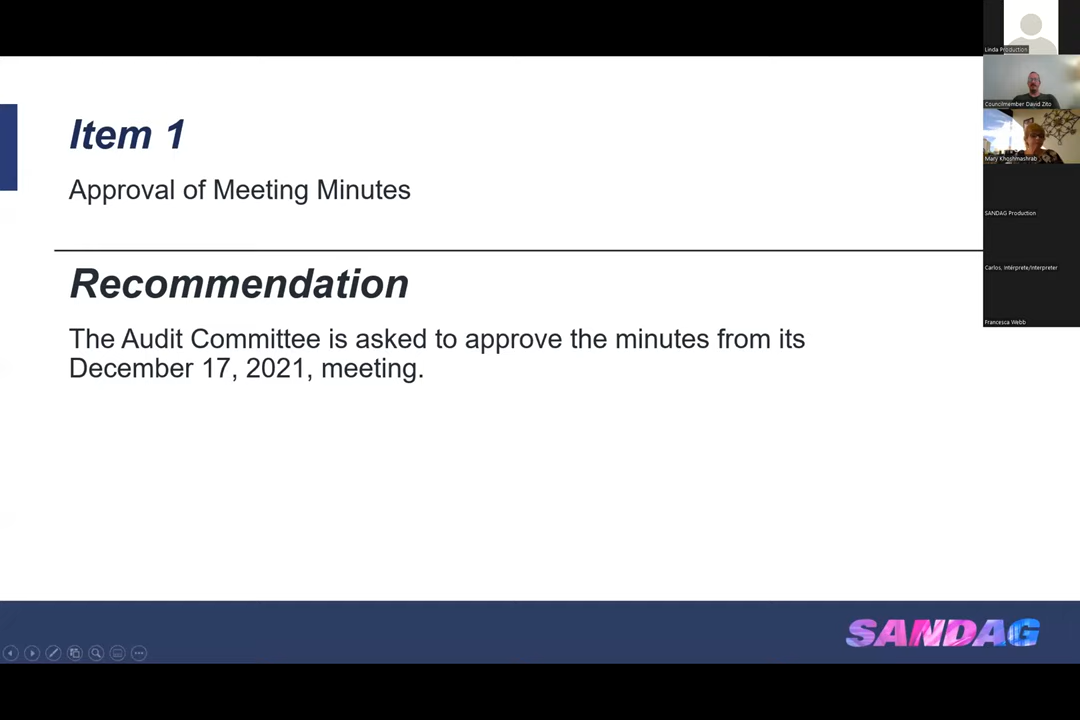 Item 1
Approval of Meeting Minutes
Recommendation
The Audit Committee is asked to approve the minutes from its
December 17, 2021, meeting.
SANDAG
Linda Production
Councilmember David Zito
Mary Khoshmashrab
SANDAG Production
Carlos, Intérprete/Interpreter
Francesca Webb